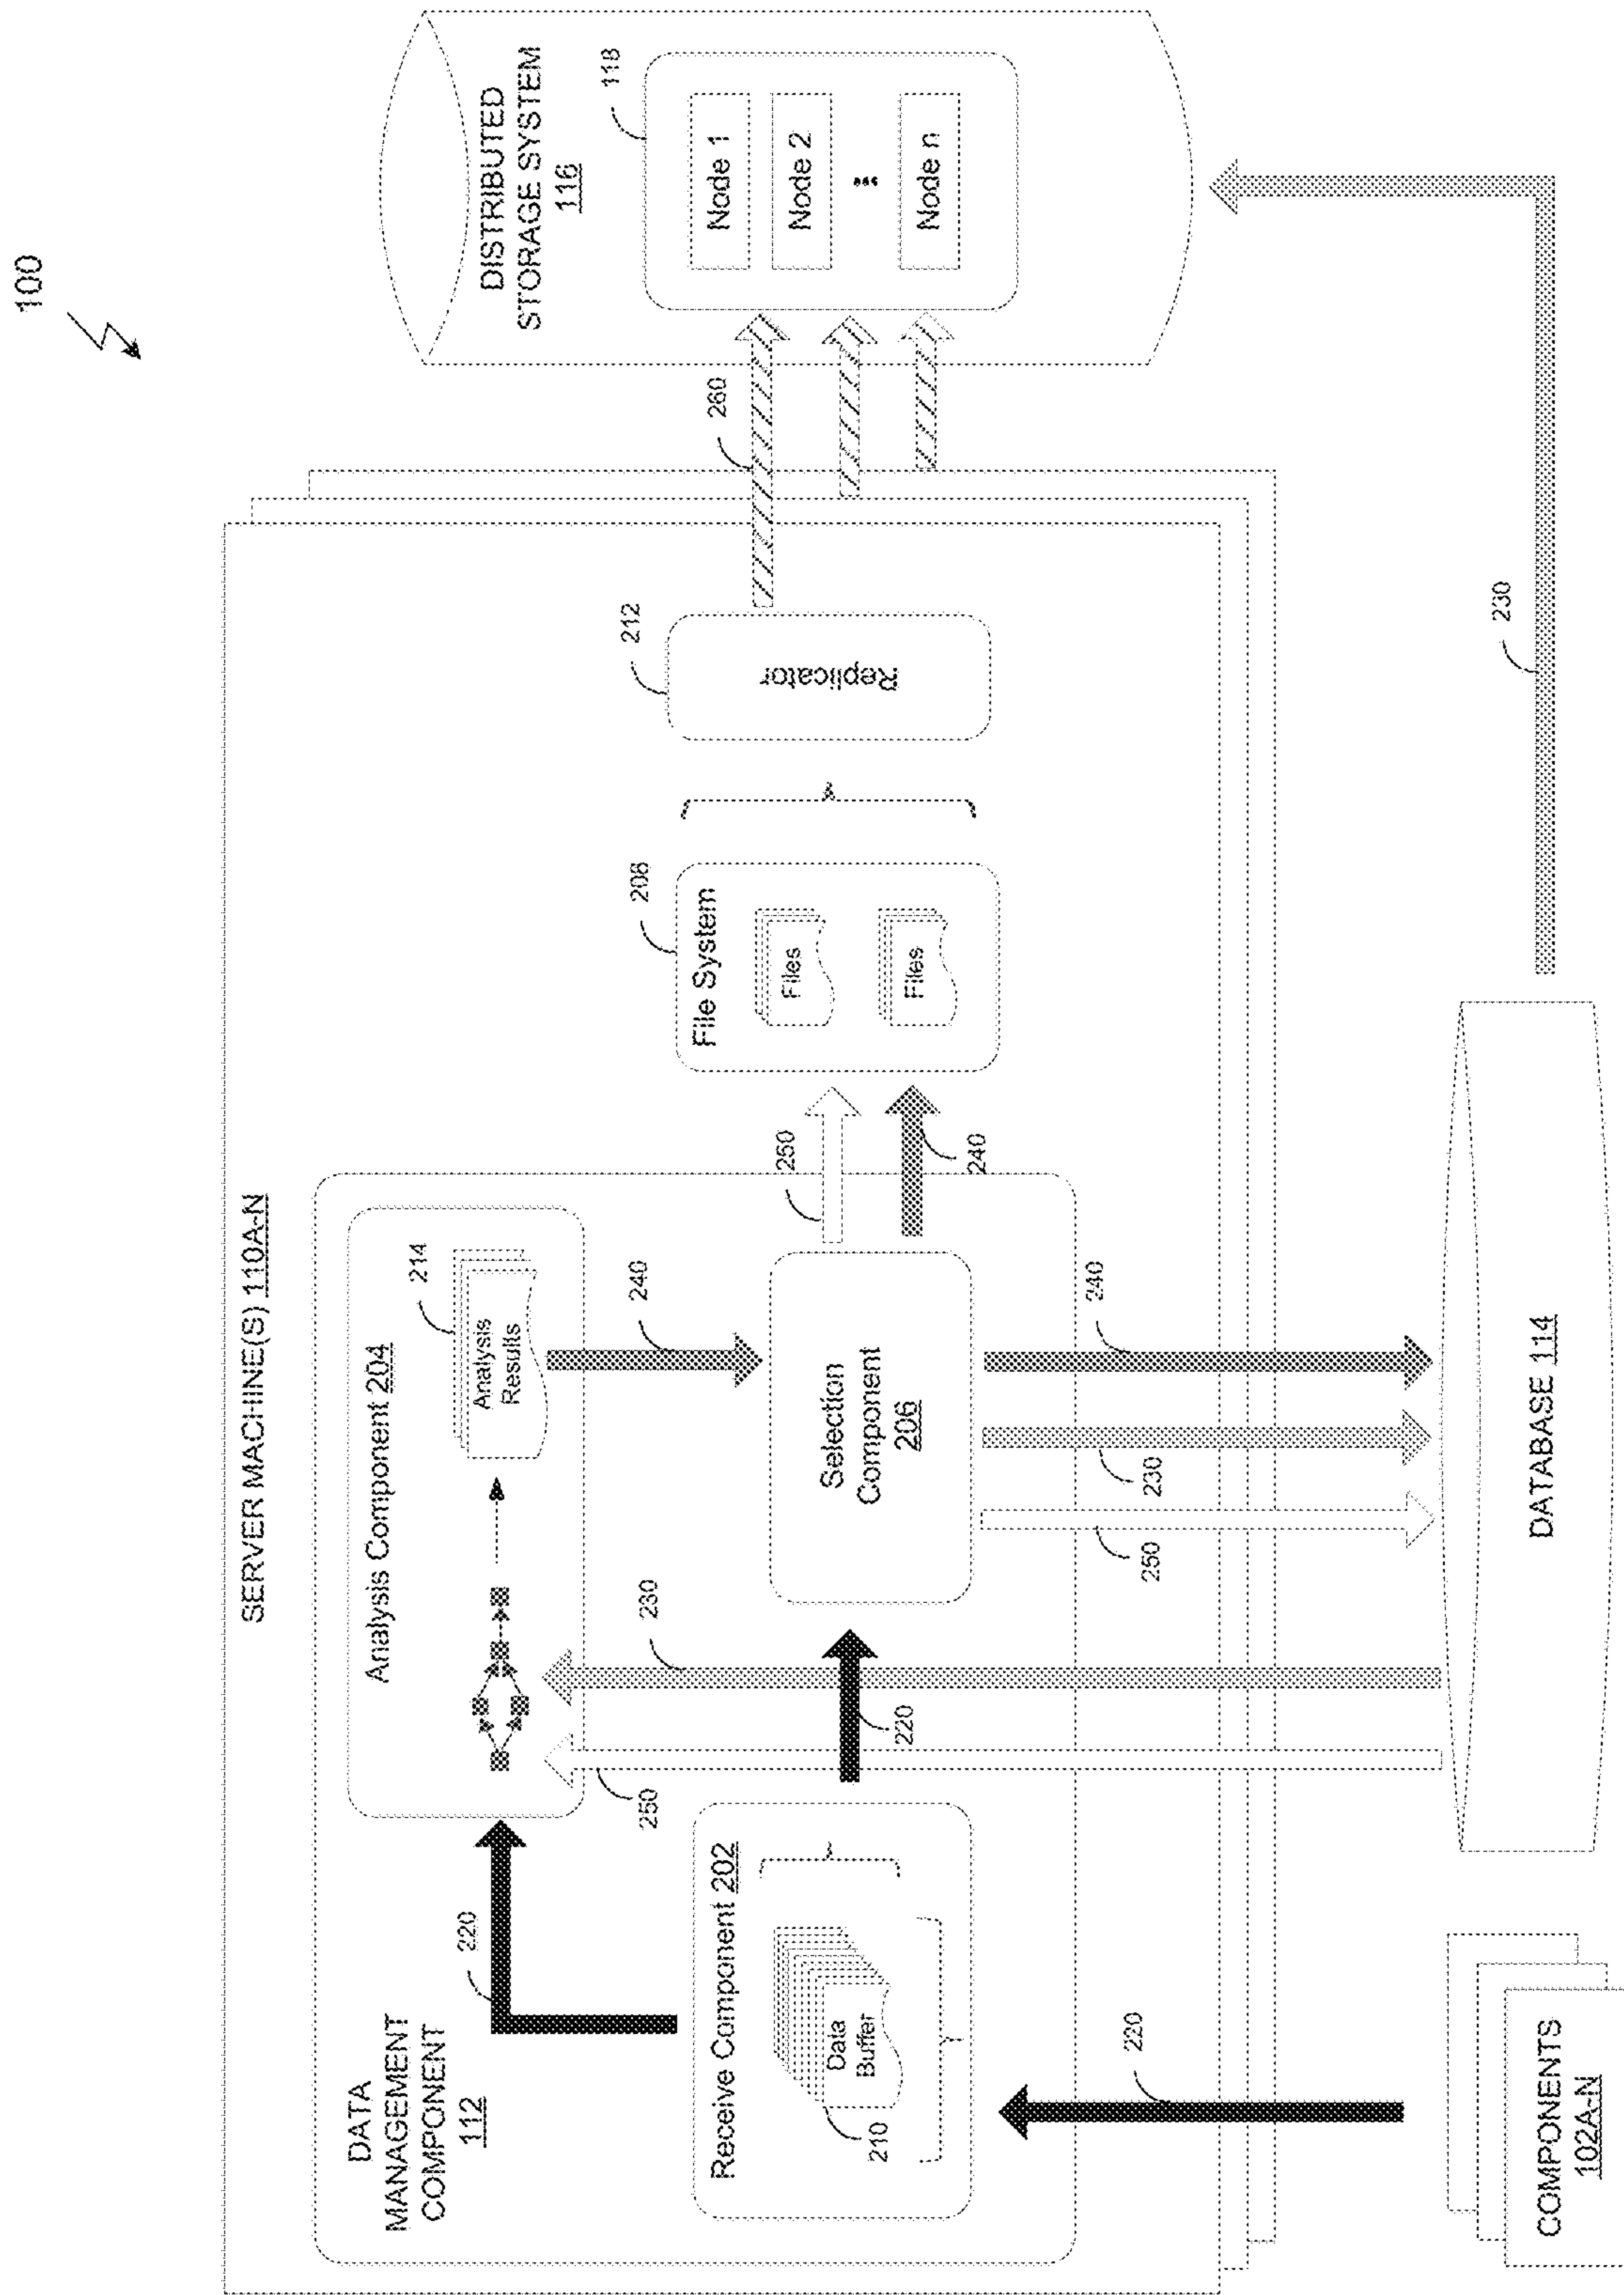 100
SERVER MACHINE(S) 110A-N
DATA
MANAGEMENT
COMPONENT
112
220
Analysis Component 204
214
Analysis
Results
250
230
240
Receive Component 202
Data
Buffer
210
220
Selection
Component
206
250
240
File System
208
Files
Files
Replicator
212
260
DISTRIBUTED
STORAGE SYSTEM
116
118
Node 1
Node 2
...
Node n
220
250
230
240
230
COMPONENTS
102A-N
DATABASE 114